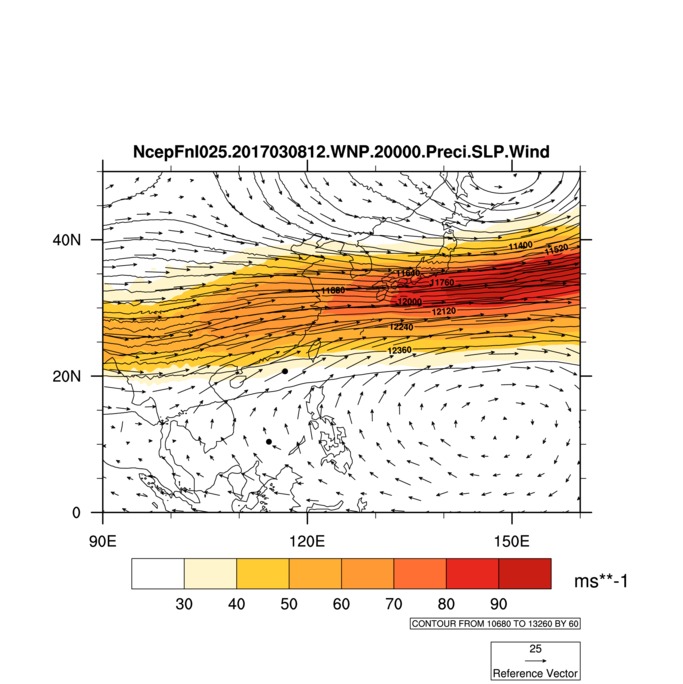 NcepFnl025.2017030812.WNP.20000.Preci.SLP.Wind
40N
20N
0
11400
11520
11640
11760
11880
12000
12120
12240
12360
90E
120E
150E
30 40 50 60 70 80 90
ms**-1
CONTOUR FROM 10680 TO 13260 BY 60
25
Reference Vector